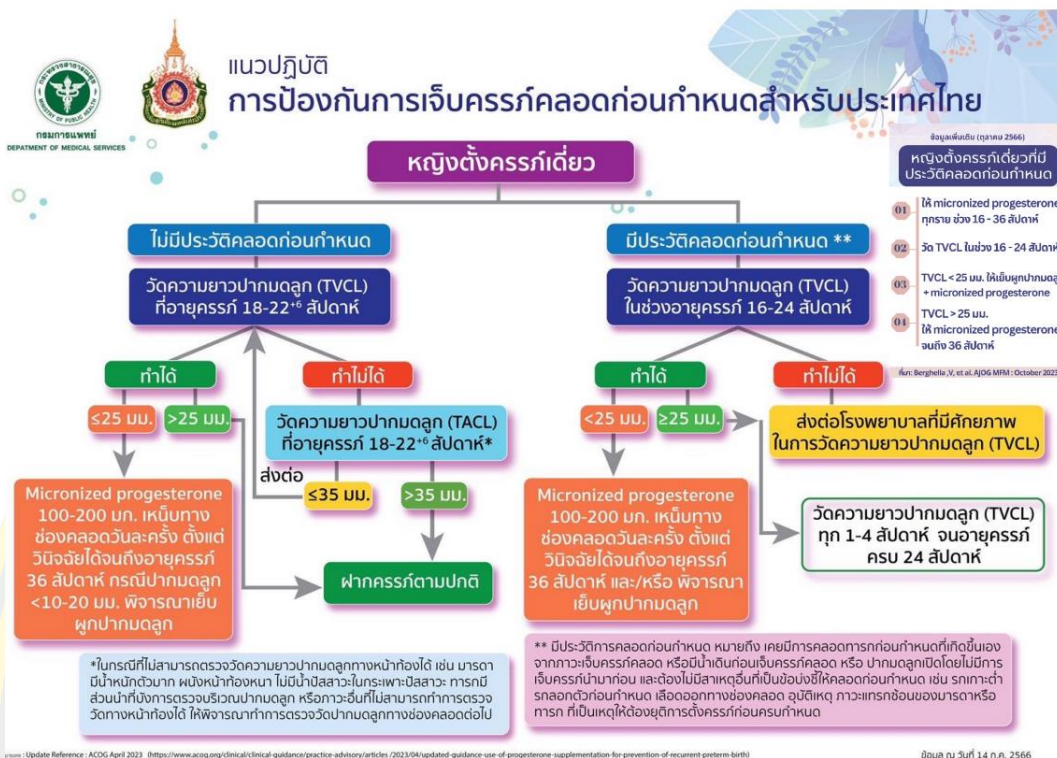 กรมการแพทย์
DEPATMENT OF MEDICAL SERVICES
แนวปฏิบัติ
การป้องกันการเจ็บครรภ์คลอดก่อนกำหนดสำหรับประเทศไทย
ข้อมูลเพิ่มเติม (ตุลาคม 2566)
หญิงตั้งครรภ์เดี่ยวที่มี
ประวัติคลอดก่อนกำหนด
01
ให้ micronized progesterone
ทุกราย ช่วง 16 - 36 สัปดาห์
02
วัด TVCL ในช่วง 16 - 24 สัปดาห์
03
TVCL < 25 มม. ให้เย็บผูกปากมดลูก
+ micronized progesterone
04
TVCL > 25 มม.
ให้ micronized progesterone
จนถึง 36 สัปดาห์
ที่มา: Berghella ,V, et al. AJOG MFM : October 2023
หญิงตั้งครรภ์เดี่ยว
ไม่มีประวัติคลอดก่อนกำหนด
วัดความยาวปากมดลูก (TVCL)
ที่อายุครรภ์ 18-22⁺⁶ สัปดาห์
ทำได้
ทำไม่ได้
≤25 มม.
>25 มม.
วัดความยาวปากมดลูก (TACL)
ที่อายุครรภ์ 18-22⁺⁶ สัปดาห์*
ส่งต่อ
≤35 มม.
>35 มม.
Micronized progesterone
100-200 มก. เหน็บทาง
ช่องคลอดวันละครั้ง ตั้งแต่
วินิจฉัยได้จนถึงอายุครรภ์
36 สัปดาห์ กรณีปากมดลูก
<10-20 มม. พิจารณาเย็บ
ผูกปากมดลูก
ฝากครรภ์ตามปกติ
มีประวัติคลอดก่อนกำหนด **
วัดความยาวปากมดลูก (TVCL)
ในช่วงอายุครรภ์ 16-24 สัปดาห์
ทำได้
ทำไม่ได้
<25 มม.
≥25 มม.
ส่งต่อโรงพยาบาลที่มีศักยภาพ
ในการวัดความยาวปากมดลูก (TVCL)
Micronized progesterone
100-200 มก. เหน็บทาง
ช่องคลอดวันละครั้ง ตั้งแต่
วินิจฉัยได้จนถึงอายุครรภ์
36 สัปดาห์ และ/หรือ พิจารณา
เย็บผูกปากมดลูก
วัดความยาวปากมดลูก (TVCL)
ทุก 1-4 สัปดาห์ จนอายุครรภ์
ครบ 24 สัปดาห์
*ในกรณีที่ไม่สามารถตรวจวัดความยาวปากมดลูกทางหน้าท้องได้ เช่น มารดา
มีน้ำหนักตัวมาก ผนังหน้าท้องหนา ไม่มีน้ำปัสสาวะในกระเพาะปัสสาวะ ทารกมี
ส่วนนำที่บังการตรวจบริเวณปากมดลูก หรือภาวะอื่นที่ไม่สามารถทำการตรวจ
วัดทางหน้าท้องได้ ให้พิจารณาทำการตรวจวัดปากมดลูกทางช่องคลอดต่อไป
** มีประวัติการคลอดก่อนกำหนด หมายถึง เคยมีการคลอดทารกก่อนกำหนดที่เกิดขึ้นเอง
จากภาวะเจ็บครรภ์คลอด หรือมีน้ำเดินก่อนเจ็บครรภ์คลอด หรือ ปากมดลูกเปิดโดยไม่มีการ
เจ็บครรภ์นำมาก่อน และต้องไม่มีสาเหตุอื่นที่เป็นข้อบ่งชี้ให้คลอดก่อนกำหนด เช่น รกเกาะต่ำ
รกลอกตัวก่อนกำหนด เลือดออกทางช่องคลอด อุบัติเหตุ ภาวะแทรกซ้อนของมารดาหรือ
ทารก ที่เป็นเหตุให้ต้องยุติการตั้งครรภ์ก่อนครบกำหนด
: Update Reference : ACOG April 2023 (https://www.acog.org/clinical/clinical-guidance/practice-advisory/articles/2023/04/updated-guidance-use-of-progesterone-supplementation-for-prevention-of-recurrent-preterm-birth)
ข้อมูล ณ วันที่ 14 ก.ค. 2566